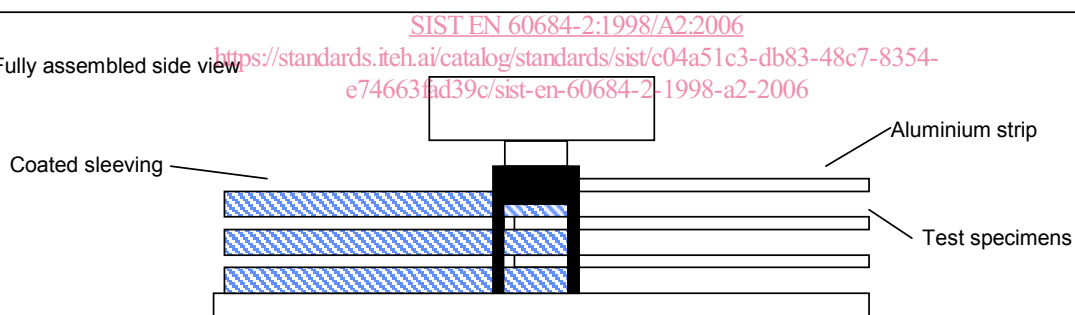 SIST EN 60684-2:1998/A2:2006
Fully assembled side view
https://standards.iteh.ai/catalog/standards/sist/c04a51c3-db83-48c7-8354-
e74663fad39c/sist-en-60684-2-1998-a2-2006
Aluminium strip
Coated sleeving
Test specimens